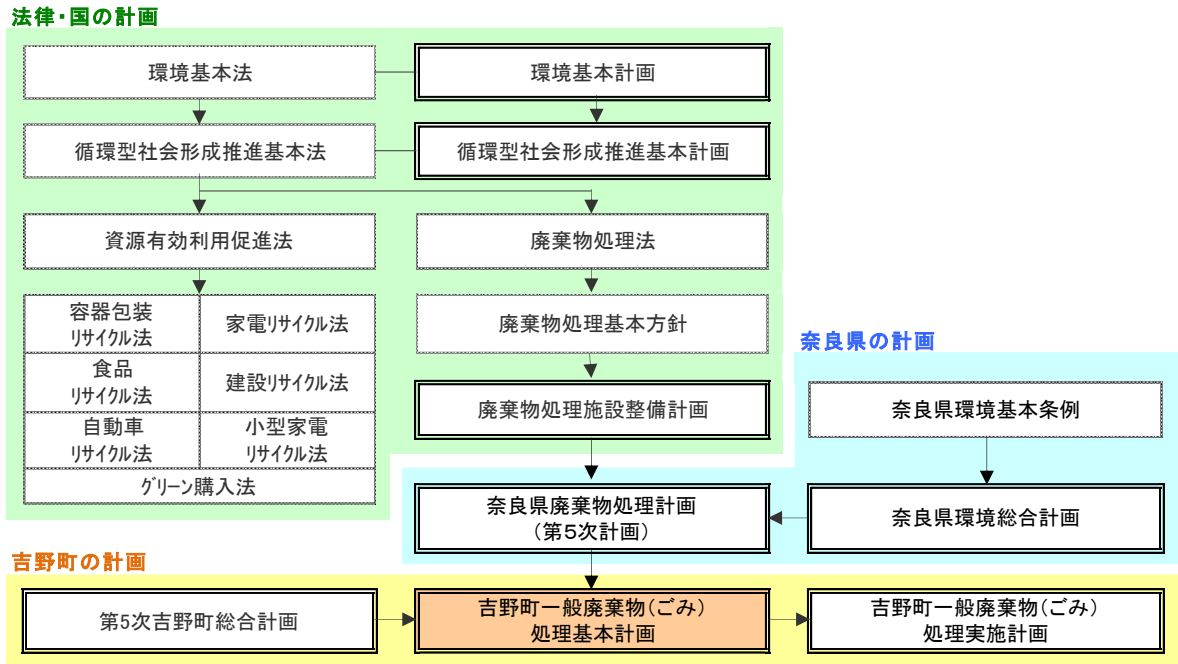 法律・国の計画
環境基本法
環境基本計画
循環型社会形成推進基本法
循環型社会形成推進基本計画
資源有効利用促進法
廃棄物処理法
容器包装
ﾘｻｲｸﾙ法
家電ﾘｻｲｸﾙ法
食品
ﾘｻｲｸﾙ法
建設ﾘｻｲｸﾙ法
自動車
ﾘｻｲｸﾙ法
小型家電
ﾘｻｲｸﾙ法
ｸﾞﾘｰﾝ購入法
廃棄物処理基本方針
廃棄物処理施設整備計画
奈良県の計画
奈良県環境基本条例
奈良県廃棄物処理計画
（第5次計画）
奈良県環境総合計画
吉野町の計画
第5次吉野町総合計画
吉野町一般廃棄物（ごみ）
処理基本計画
吉野町一般廃棄物（ごみ）
処理実施計画